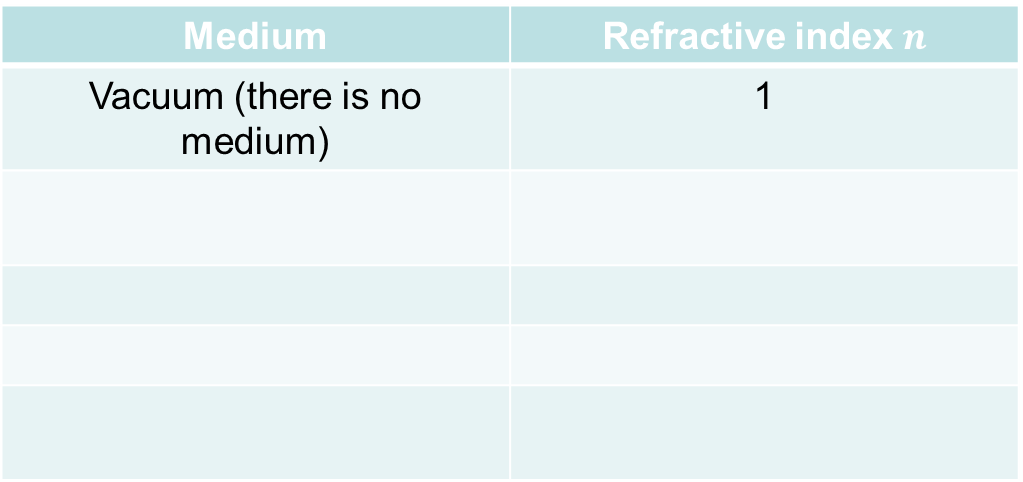 Medium
Refractive index n
Vacuum (there is no
medium)
1